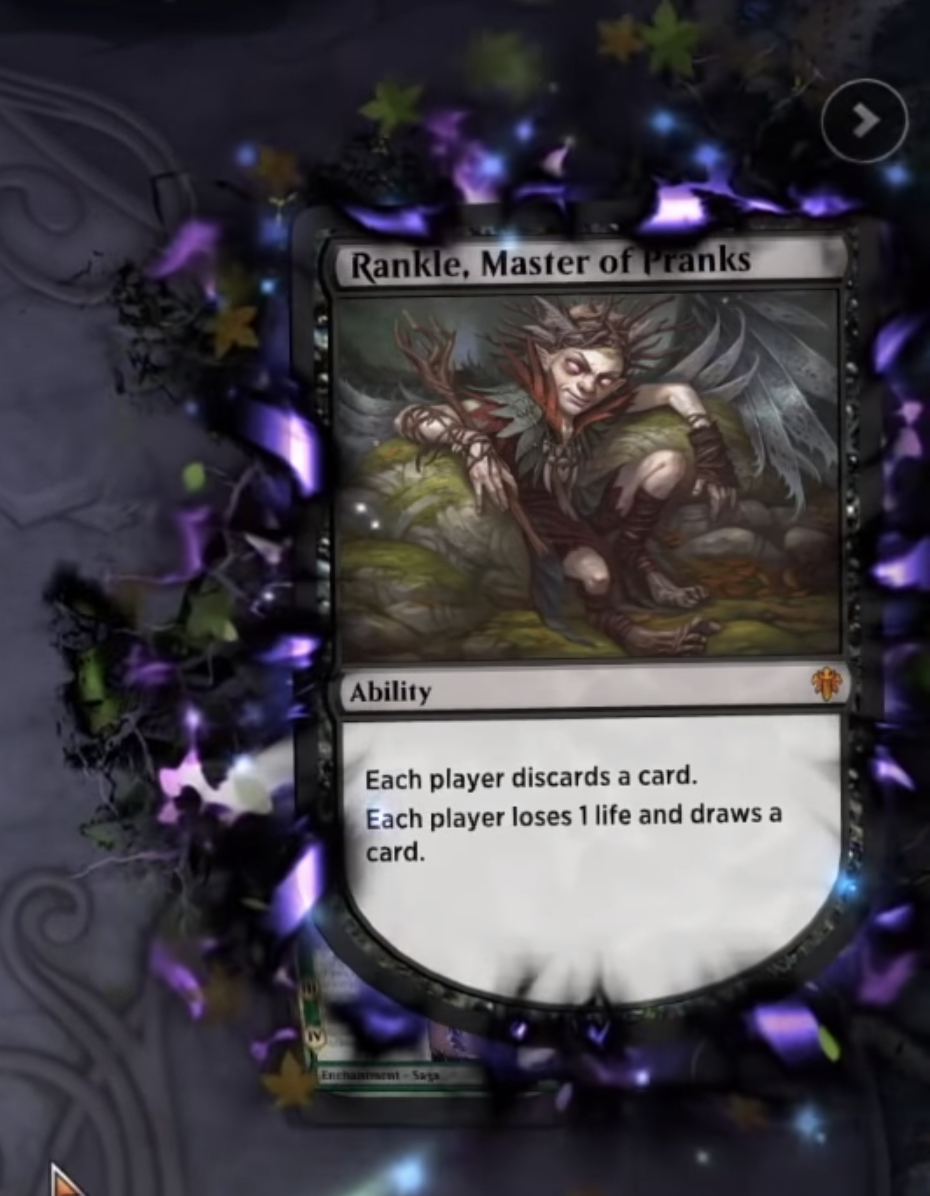 Rankle, Master of Pranks
Ability
Each player discards a card.
Each player loses 1 life and draws a
card.
IV
Enchantment - Saga